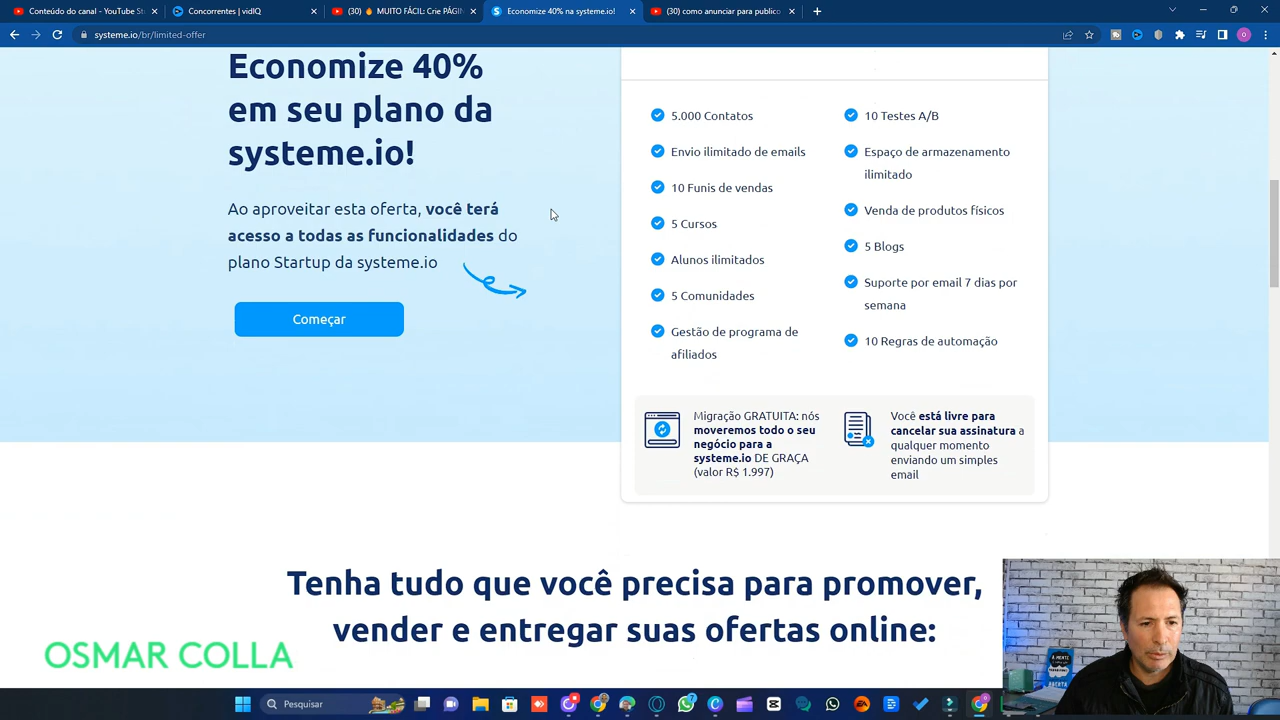 Conteúdo do canal - YouTube St
Concorrentes | vidIQ
(30) 🔥 MUITO FÁCIL: Crie PÁGIN
Economize 40% na systeme.io!
(30) como anunciar para publico
systeme.io/br/limited-offer
Economize 40%
em seu plano da
systeme.io!
Ao aproveitar esta oferta, você terá
acesso a todas as funcionalidades do
plano Startup da systeme.io
Começar
5.000 Contatos
Envio ilimitado de emails
10 Funis de vendas
5 Cursos
Alunos ilimitados
5 Comunidades
Gestão de programa de
afiliados
10 Testes A/B
Espaço de armazenamento
ilimitado
Venda de produtos físicos
5 Blogs
Suporte por email 7 dias por
semana
10 Regras de automação
Migração GRATUITA: nós
moveremos todo o seu
negócio para a
systeme.io DE GRAÇA
(valor R$ 1.997)
Você está livre para
cancelar sua assinatura a
qualquer momento
enviando um simples
email
Tenha tudo que você precisa para promover,
vender e entregar suas ofertas online:
OSMAR COLLA
A MENTE
Pesquisar